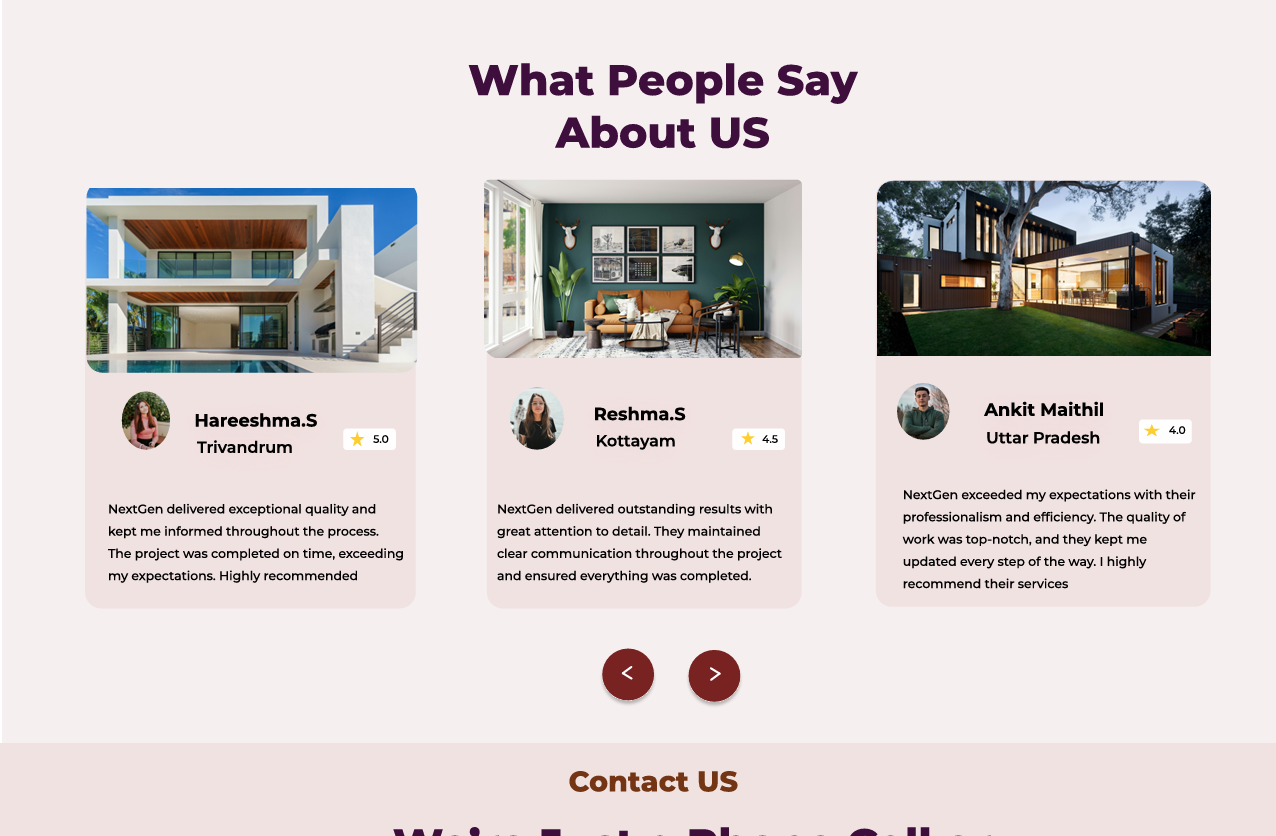 What People Say
About US
Hareeshma.S
Trivandrum
5.0
NextGen delivered exceptional quality and
kept me informed throughout the process.
The project was completed on time, exceeding
my expectations. Highly recommended
Reshma.S
Kottayam
4.5
NextGen delivered outstanding results with
great attention to detail. They maintained
clear communication throughout the project
and ensured everything was completed.
Ankit Maithil
Uttar Pradesh
4.0
NextGen exceeded my expectations with their
professionalism and efficiency. The quality of
work was top-notch, and they kept me
updated every step of the way. I highly
recommend their services
<
>
Contact US